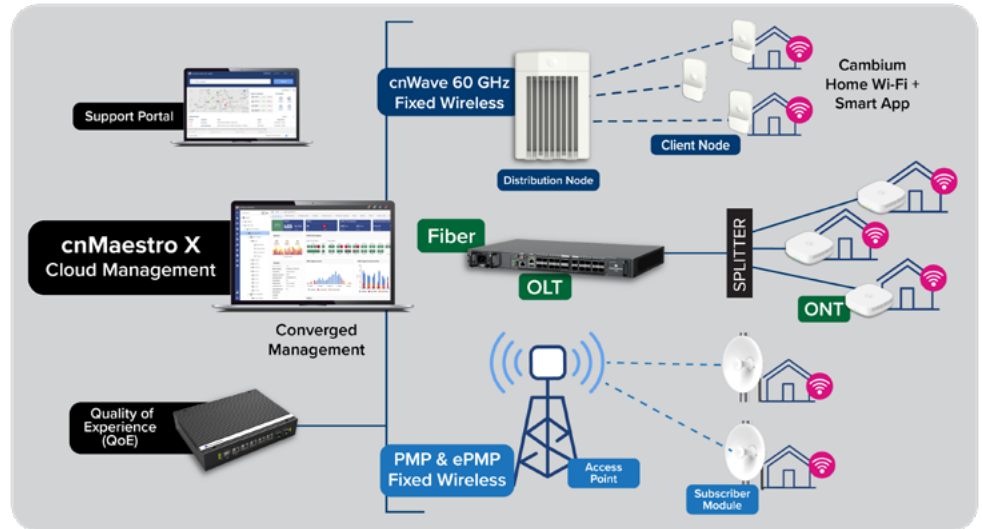 Support Portal
cnMaestro X
Cloud Management
Converged
Management
Quality of
Experience
(QoE)
cnWave 60 GHz
Fixed Wireless
Distribution Node
Client Node
Cambium
Home Wi-Fi +
Smart App
Fiber
OLT
SPLITTER
ONT
PMP & ePMP
Fixed Wireless
Access
Point
Subscriber
Module